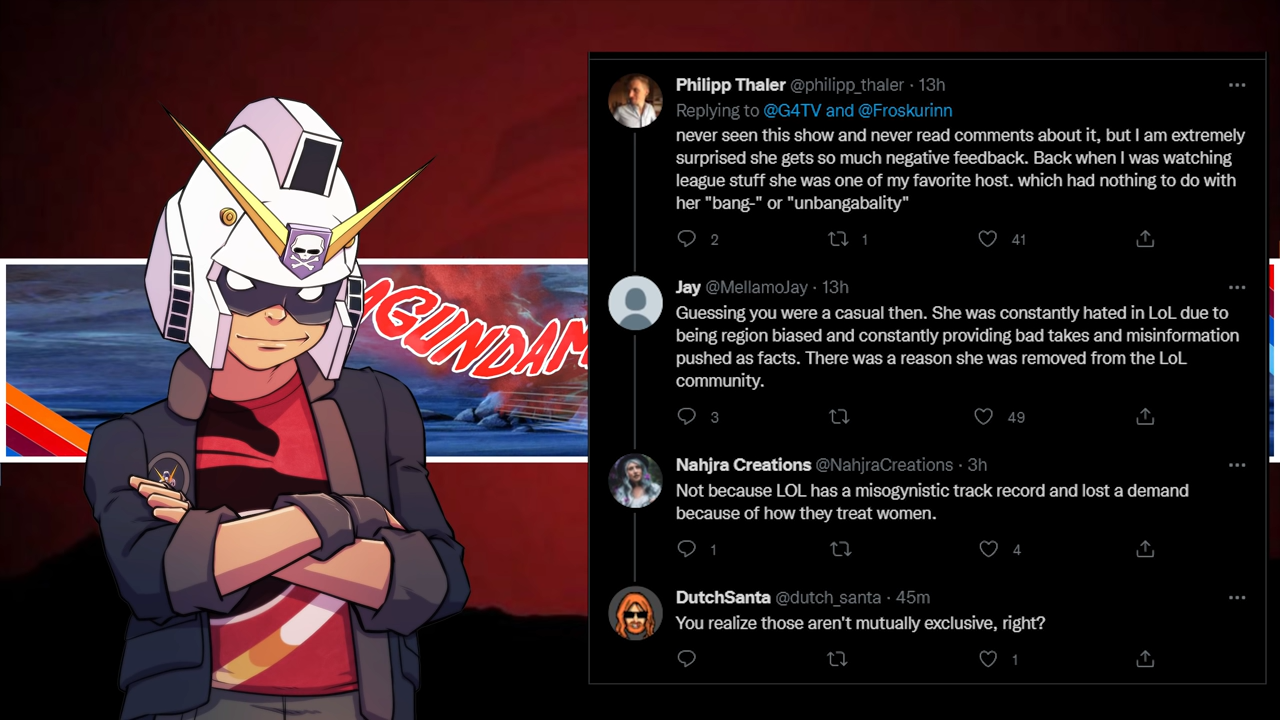 Philipp Thaler @philipp_thaler · 13h
Replying to @G4TV and @Froskurinn
never seen this show and never read comments about it, but I am extremely
surprised she gets so much negative feedback. Back when I was watching
league stuff she was one of my favorite host. which had nothing to do with
her "bang-" or "unbangabality"
2 1 41
Jay @MellamoJay · 13h
Guessing you were a casual then. She was constantly hated in LoL due to
being region biased and constantly providing bad takes and misinformation
pushed as facts. There was a reason she was removed from the LoL
community.
3 49
Nahjra Creations @NahjraCreations · 3h
Not because LOL has a misogynistic track record and lost a demand
because of how they treat women.
1 4
DutchSanta @dutch_santa · 45m
You realize those aren't mutually exclusive, right?
1